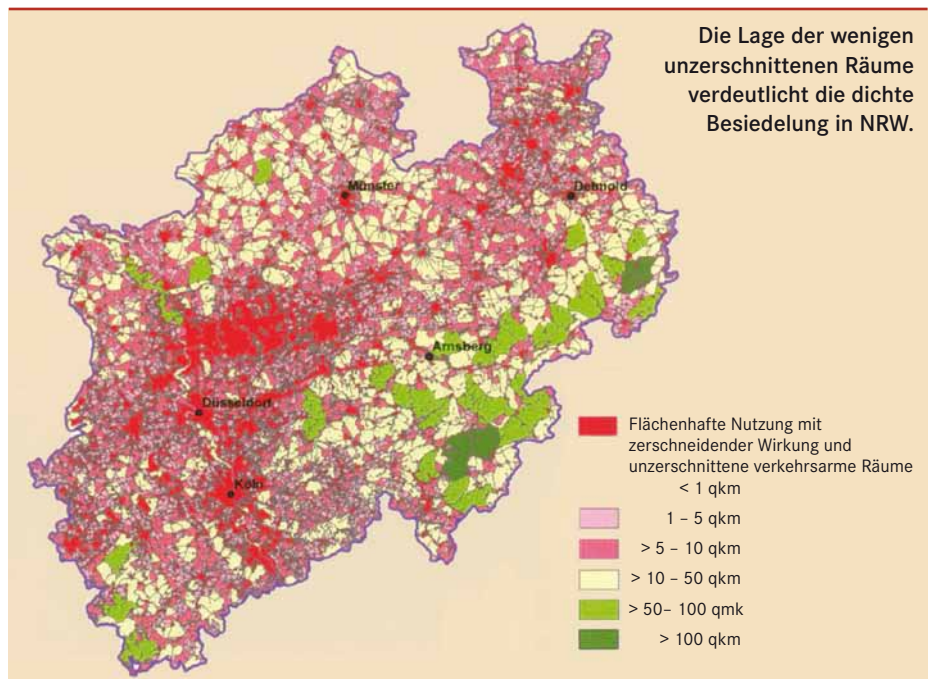 Die Lage der wenigen
unzerschnittenen Räume
verdeutlicht die dichte
Besiedelung in NRW.
Münster
Detmold
Arnsberg
Düsseldorf
Köln
Flächenhafte Nutzung mit
zerschneidender Wirkung und
unzerschnittene verkehrsarme Räume
< 1 qkm
1 – 5 qkm
> 5 – 10 qkm
> 10 – 50 qkm
> 50– 100 qmk
> 100 qkm